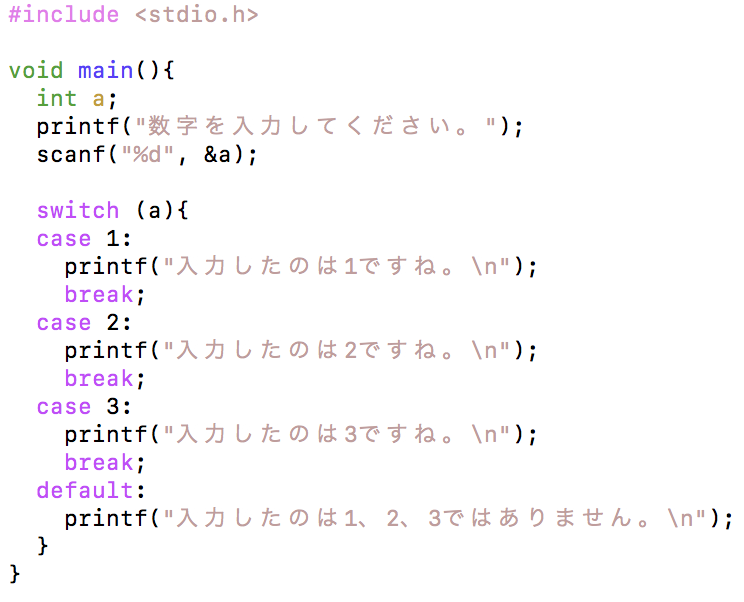 #include <stdio.h>

void main(){
  int a;
  printf("数字を入力してください。");
  scanf("%d", &a);

  switch (a){
  case 1:
    printf("入力したのは1ですね。\n");
    break;
  case 2:
    printf("入力したのは2ですね。\n");
    break;
  case 3:
    printf("入力したのは3ですね。\n");
    break;
  default:
    printf("入力したのは1、2、3ではありません。\n");
  }
}